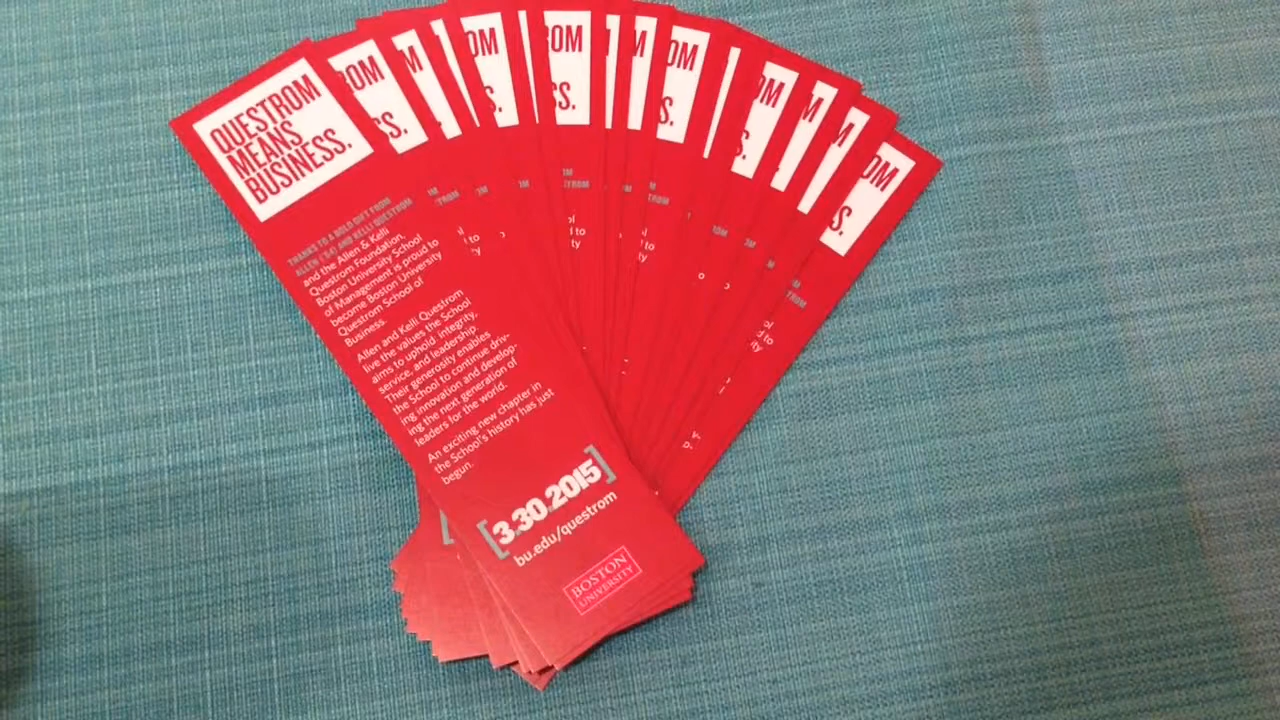 QUESTROM
MEANS
BUSINESS.
THANKS TO A BOLD GIFT FROM
ALLEN (’64) AND KELLI QUESTROM
and the Allen & Kelli
Questrom Foundation,
Boston University School
of Management is proud to
become Boston University
Questrom School of
Business.
Allen and Kelli Questrom
live the values the School
aims to uphold: integrity,
service, and leadership.
Their generosity enables
the School to continue driv-
ing innovation and develop-
ing the next generation of
leaders for the world.
An exciting new chapter in
the School's history has just
begun.
[3.30.2015]
bu.edu/questrom
BOSTON
UNIVERSITY